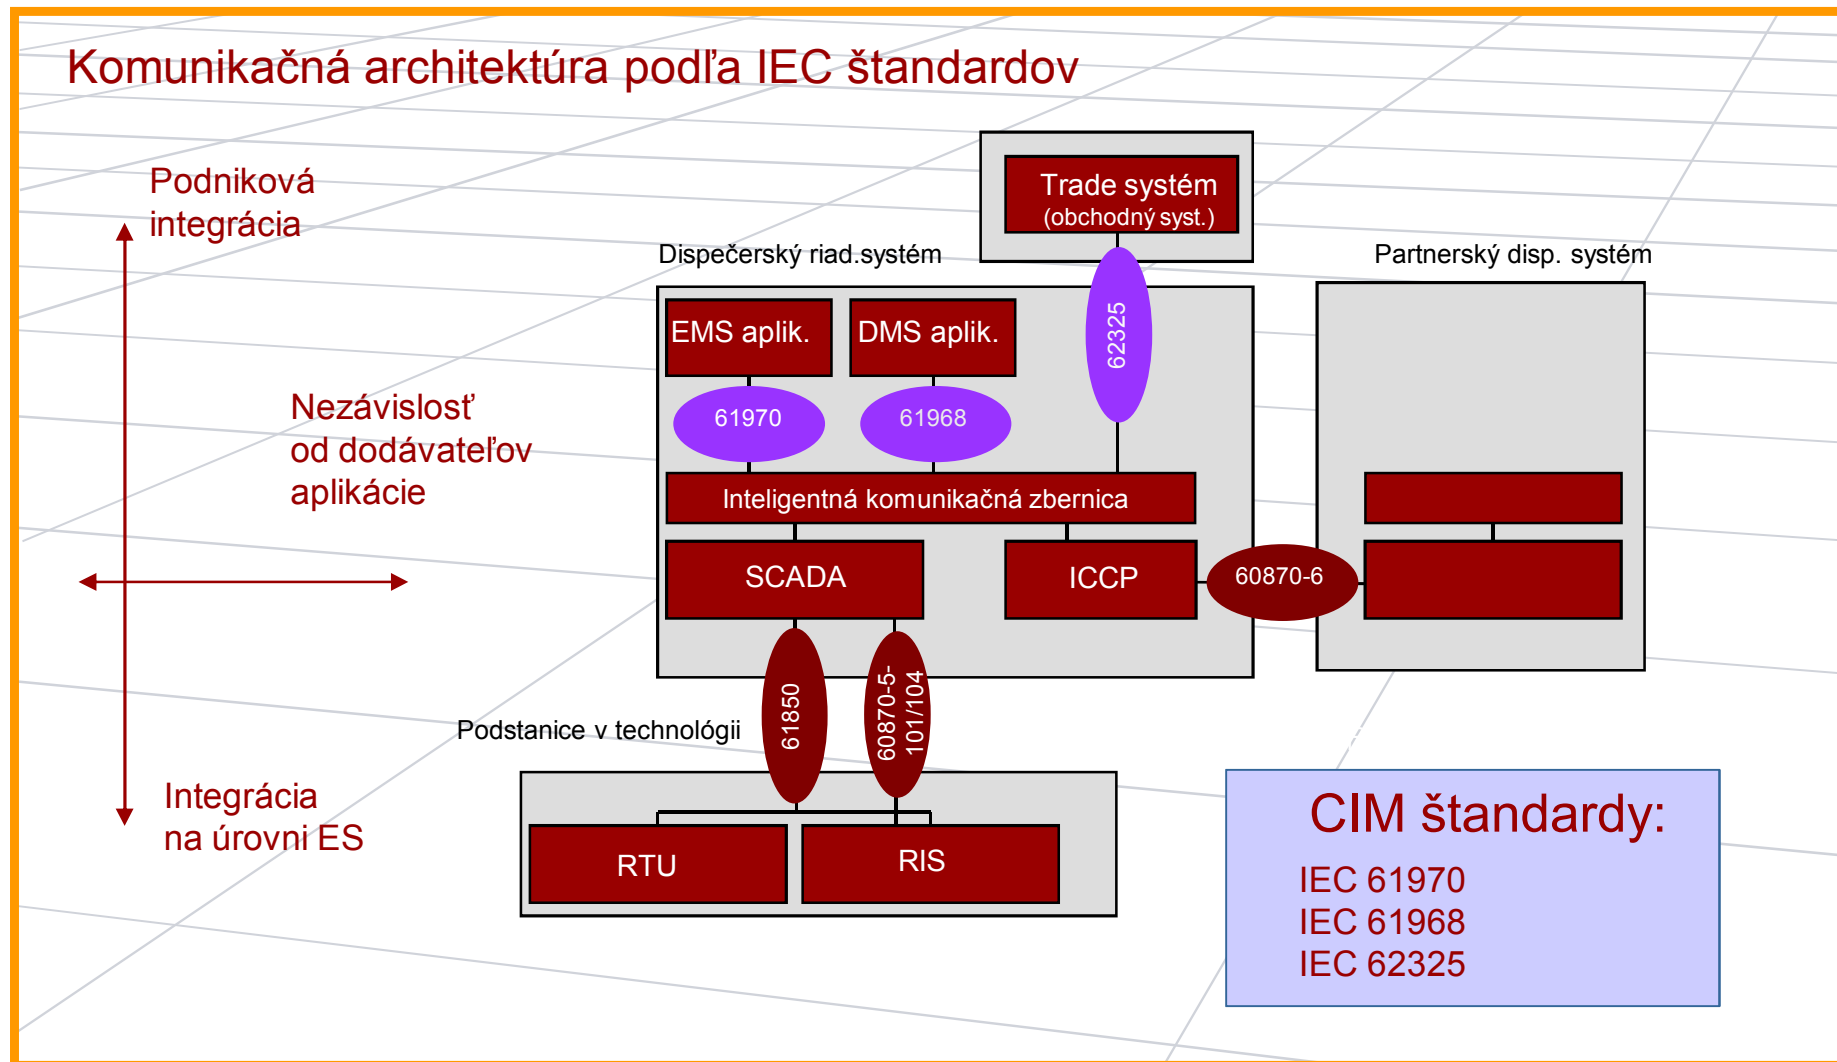 Komunikačná architektúra podľa IEC štandardov
Podniková
integrácia
Trade systém
(obchodný syst.)
Dispečerský riad.systém
Partnerský disp. systém
EMS aplik.
DMS aplik.
62325
61970
61968
Nezávislosť
od dodávateľov
aplikácie
Inteligentná komunikačná zbernica
SCADA
ICCP
60870-6
61850
60870-5-
101/104
Podstanice v technológii
Integrácia
na úrovni ES
RTU
RIS
CIM štandardy:
IEC 61970
IEC 61968
IEC 62325